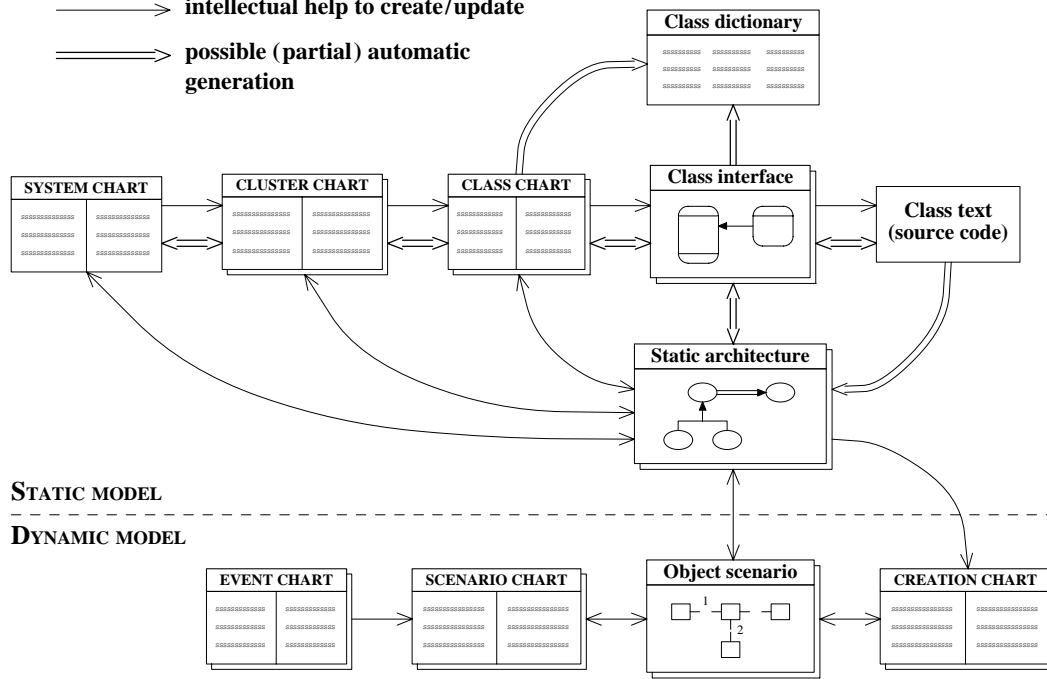 intellectual help to create/update
possible (partial) automatic
generation
Class dictionary
SYSTEM CHART
CLUSTER CHART
CLASS CHART
Class interface
Class text
(source code)
Static architecture
STATIC MODEL
DYNAMIC MODEL
EVENT CHART
SCENARIO CHART
Object scenario
CREATION CHART
1
2